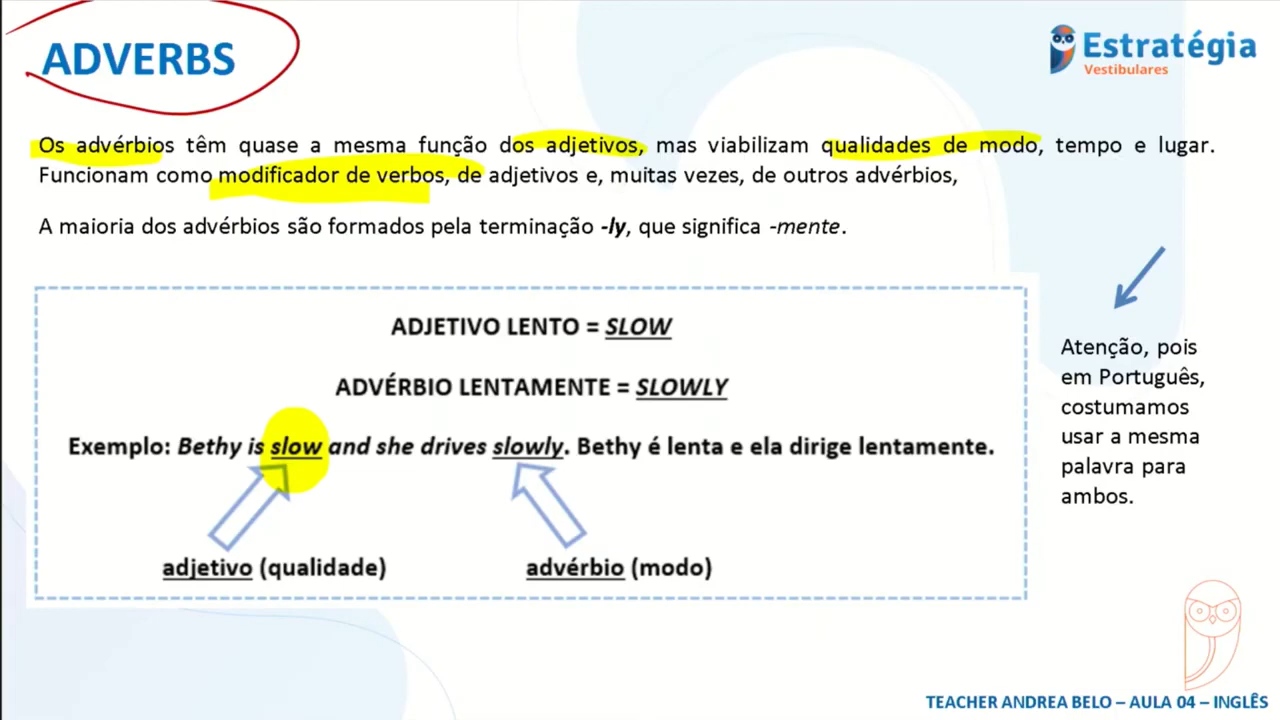 ADVERBS
Estratégia
Vestibulares
Os advérbios têm quase a mesma função dos adjetivos, mas viabilizam qualidades de modo, tempo e lugar.
Funcionam como modificador de verbos, de adjetivos e, muitas vezes, de outros advérbios,
A maioria dos advérbios são formados pela terminação -ly, que significa -mente.
ADJETIVO LENTO = SLOW
ADVÉRBIO LENTAMENTE = SLOWLY
Exemplo: Bethy is slow and she drives slowly. Bethy é lenta e ela dirige lentamente.
adjetivo (qualidade)
advérbio (modo)
Atenção, pois
em Português,
costumamos
usar a mesma
palavra para
ambos.
TEACHER ANDREA BELO – AULA 04 – INGLÊS